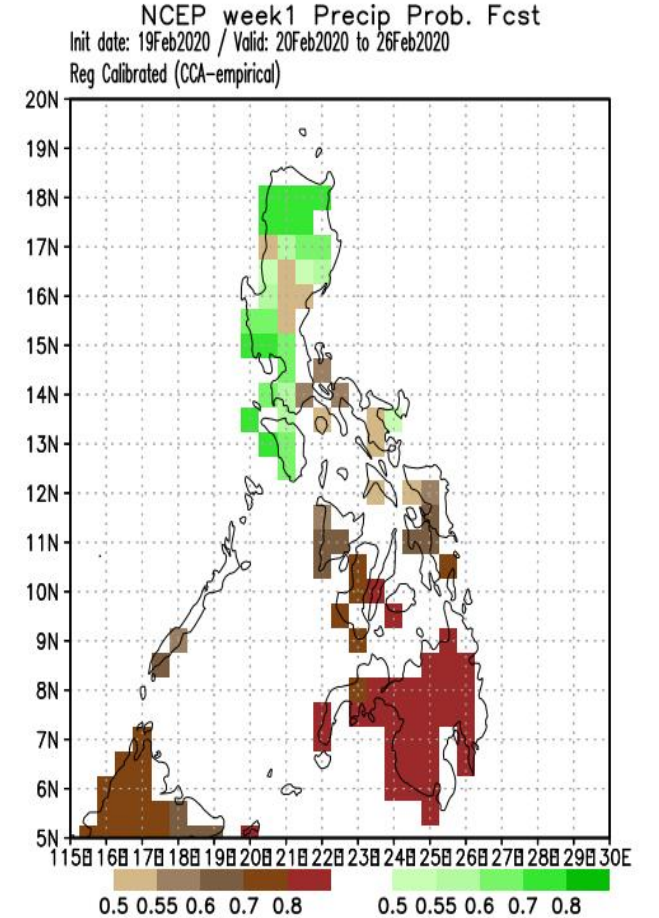 NCEP week1 Precip Prob. Fcst
Init date: 19Feb2020 / Valid: 20Feb2020 to 26Feb2020
Reg Calibrated (CCA-empirical)
20N
19N
18N
17N
16N
15N
14N
13N
12N
11N
10N
9N
8N
7N
6N
5N
115E 116E 117E 118E 119E 120E 121E 122E 123E 124E 125E 126E 127E 128E 129E 130E
0.5 0.55 0.6 0.7 0.8 0.5 0.55 0.6 0.7 0.8